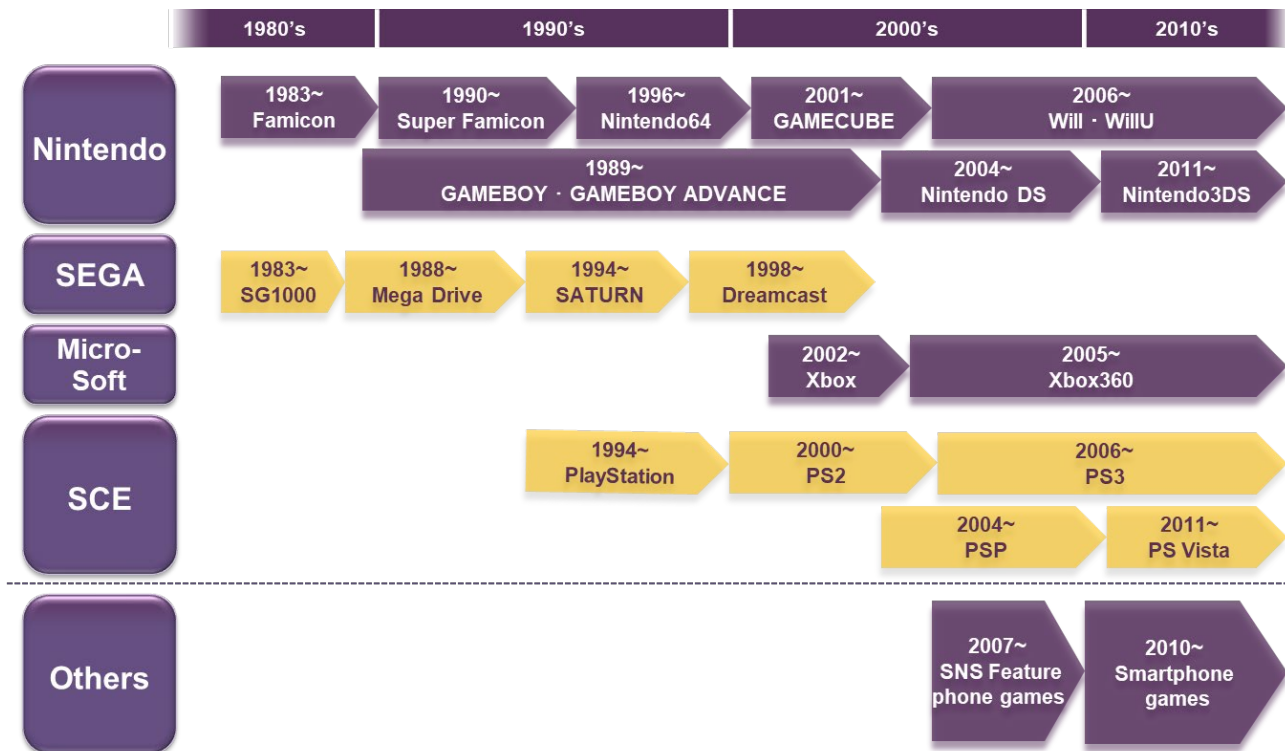 1980's
1990's
2000's
2010's
Nintendo
1983~
Famicon
1990~
Super Famicon
1996~
Nintendo64
2001~
GAMECUBE
2006~
Will · WillU
1989~
GAMEBOY · GAMEBOY ADVANCE
2004~
Nintendo DS
2011~
Nintendo3DS
SEGA
1983~
SG1000
1988~
Mega Drive
1994~
SATURN
1998~
Dreamcast
Micro-
Soft
2002~
Xbox
2005~
Xbox360
SCE
1994~
PlayStation
2000~
PS2
2006~
PS3
2004~
PSP
2011~
PS Vista
Others
2007~
SNS Feature
phone games
2010~
Smartphone
games